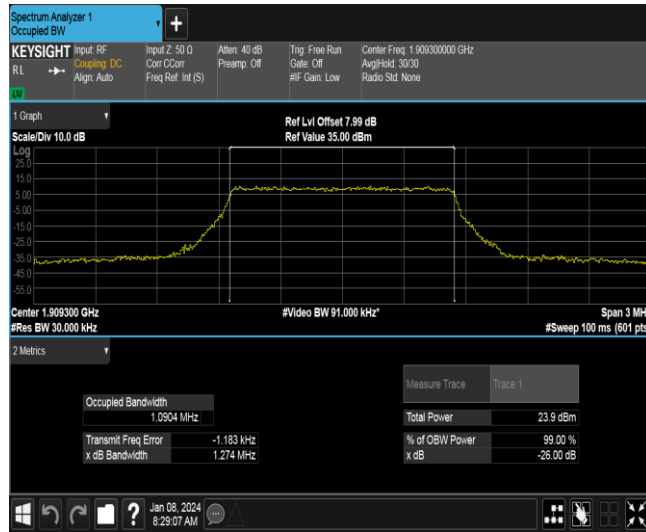 Spectrum Analyzer 1
Occupied BW
KEYSIGHT Input: RF Input Z: 50 Ω Atten: 40 dB Trig: Free Run Center Freq: 1.909300000 GHz
RL Coupling: DC Corr CCorr Preamp: Off Gate: Off Avg|Hold: 30/30
Align: Auto Freq Ref: Int (S) #IF Gain: Low Radio Std: None
LXI
1 Graph
Ref Lvl Offset 7.99 dB
Scale/Div 10.0 dB Ref Value 35.00 dBm
Log
25.0
15.0
5.00
-5.00
-15.0
-25.0
-35.0
-45.0
-55.0
Center 1.909300 GHz #Video BW 91.000 kHz* Span 3 MH
#Res BW 30.000 kHz #Sweep 100 ms (601 pts
2 Metrics
Measure Trace Trace 1
Occupied Bandwidth
1.0904 MHz
Total Power 23.9 dBm
Transmit Freq Error -1.183 kHz % of OBW Power 99.00 %
x dB Bandwidth 1.274 MHz x dB -26.00 dB
Jan 08, 2024
8:29:07 AM